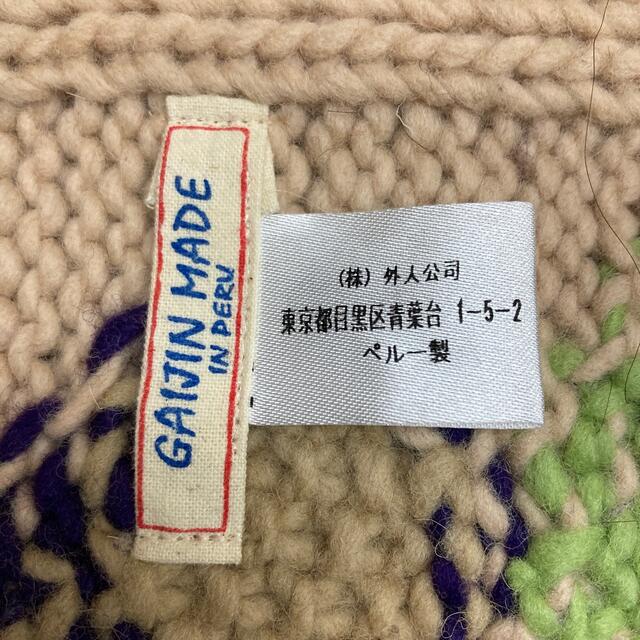 GAIJIN MADE
IN PERU
(株) 外人公司
東京都目黒区青葉台 1-5-2
ペルー製